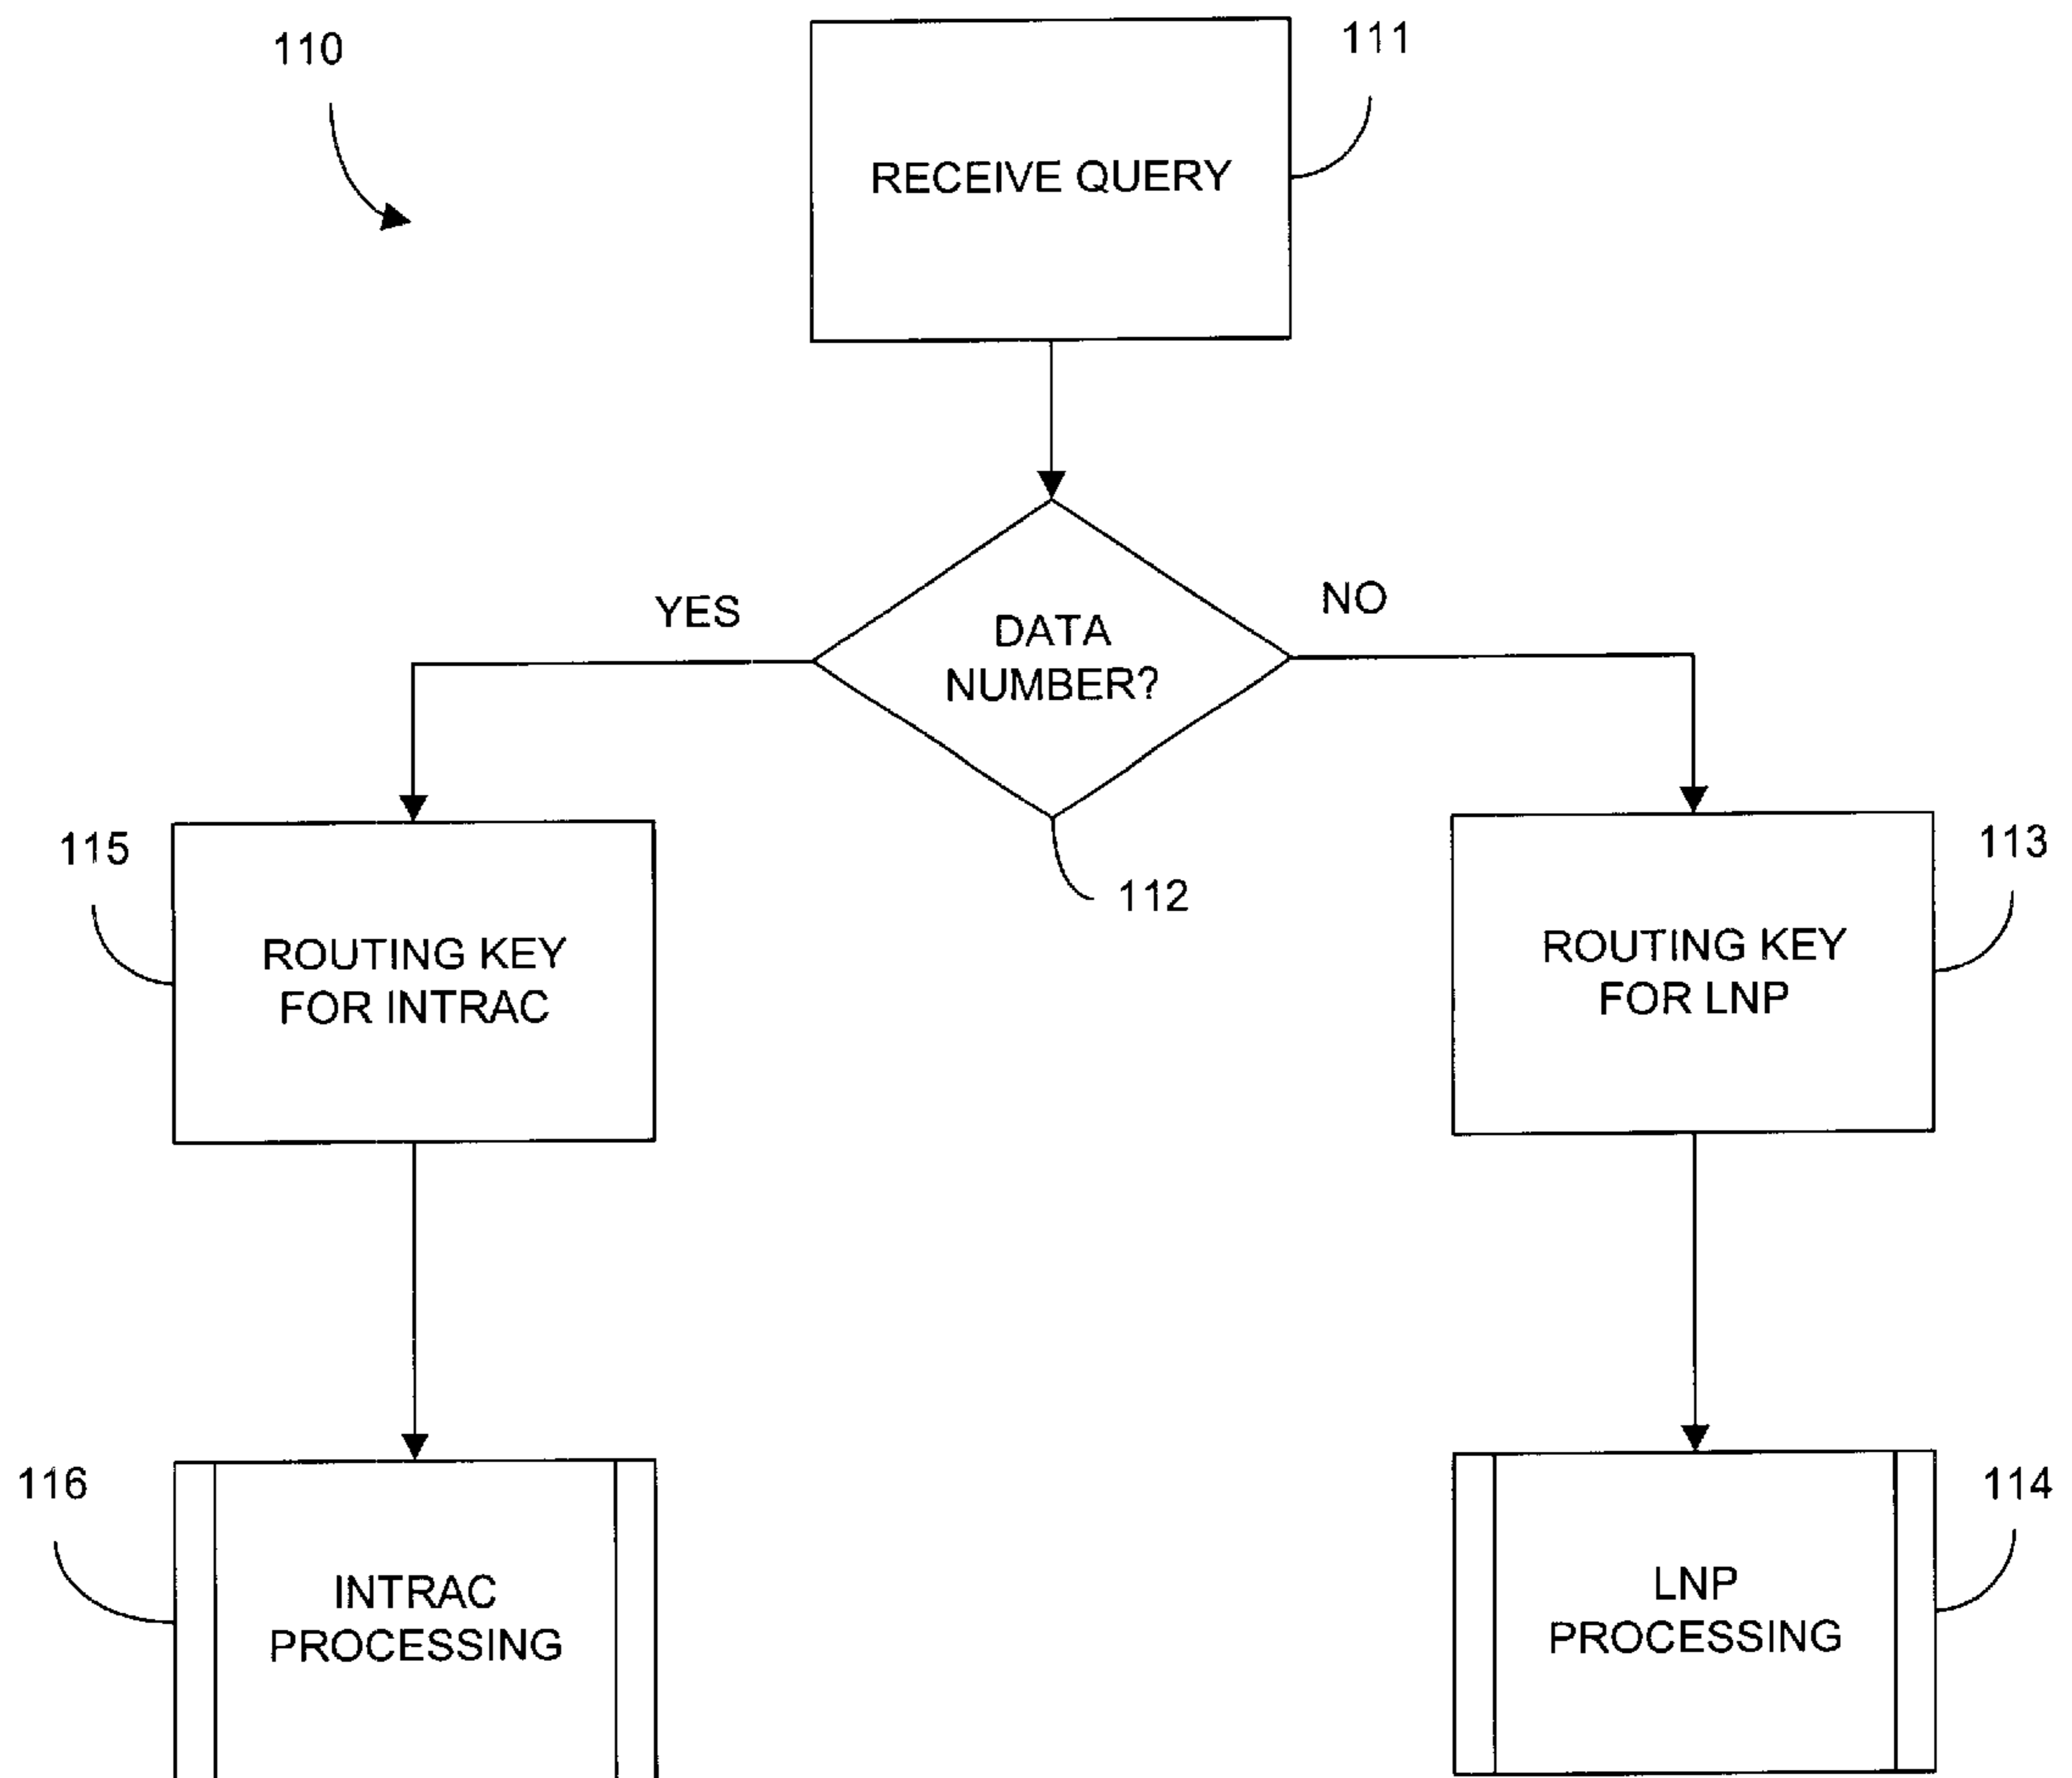 110
111
RECEIVE QUERY
YES
NO
DATA
NUMBER?
115
113
112
ROUTING KEY
FOR INTRAC
ROUTING KEY
FOR LNP
116
114
INTRAC
PROCESSING
LNP
PROCESSING